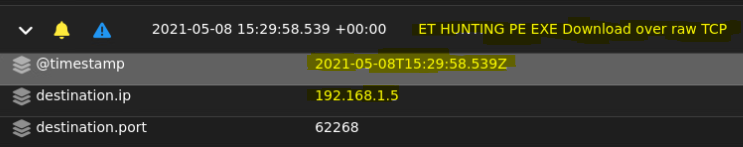 2021-05-08 15:29:58.539 +00:00 ET HUNTING PE EXE Download over raw TCP
@timestamp 2021-05-08T15:29:58.539Z
destination.ip 192.168.1.5
destination.port 62268